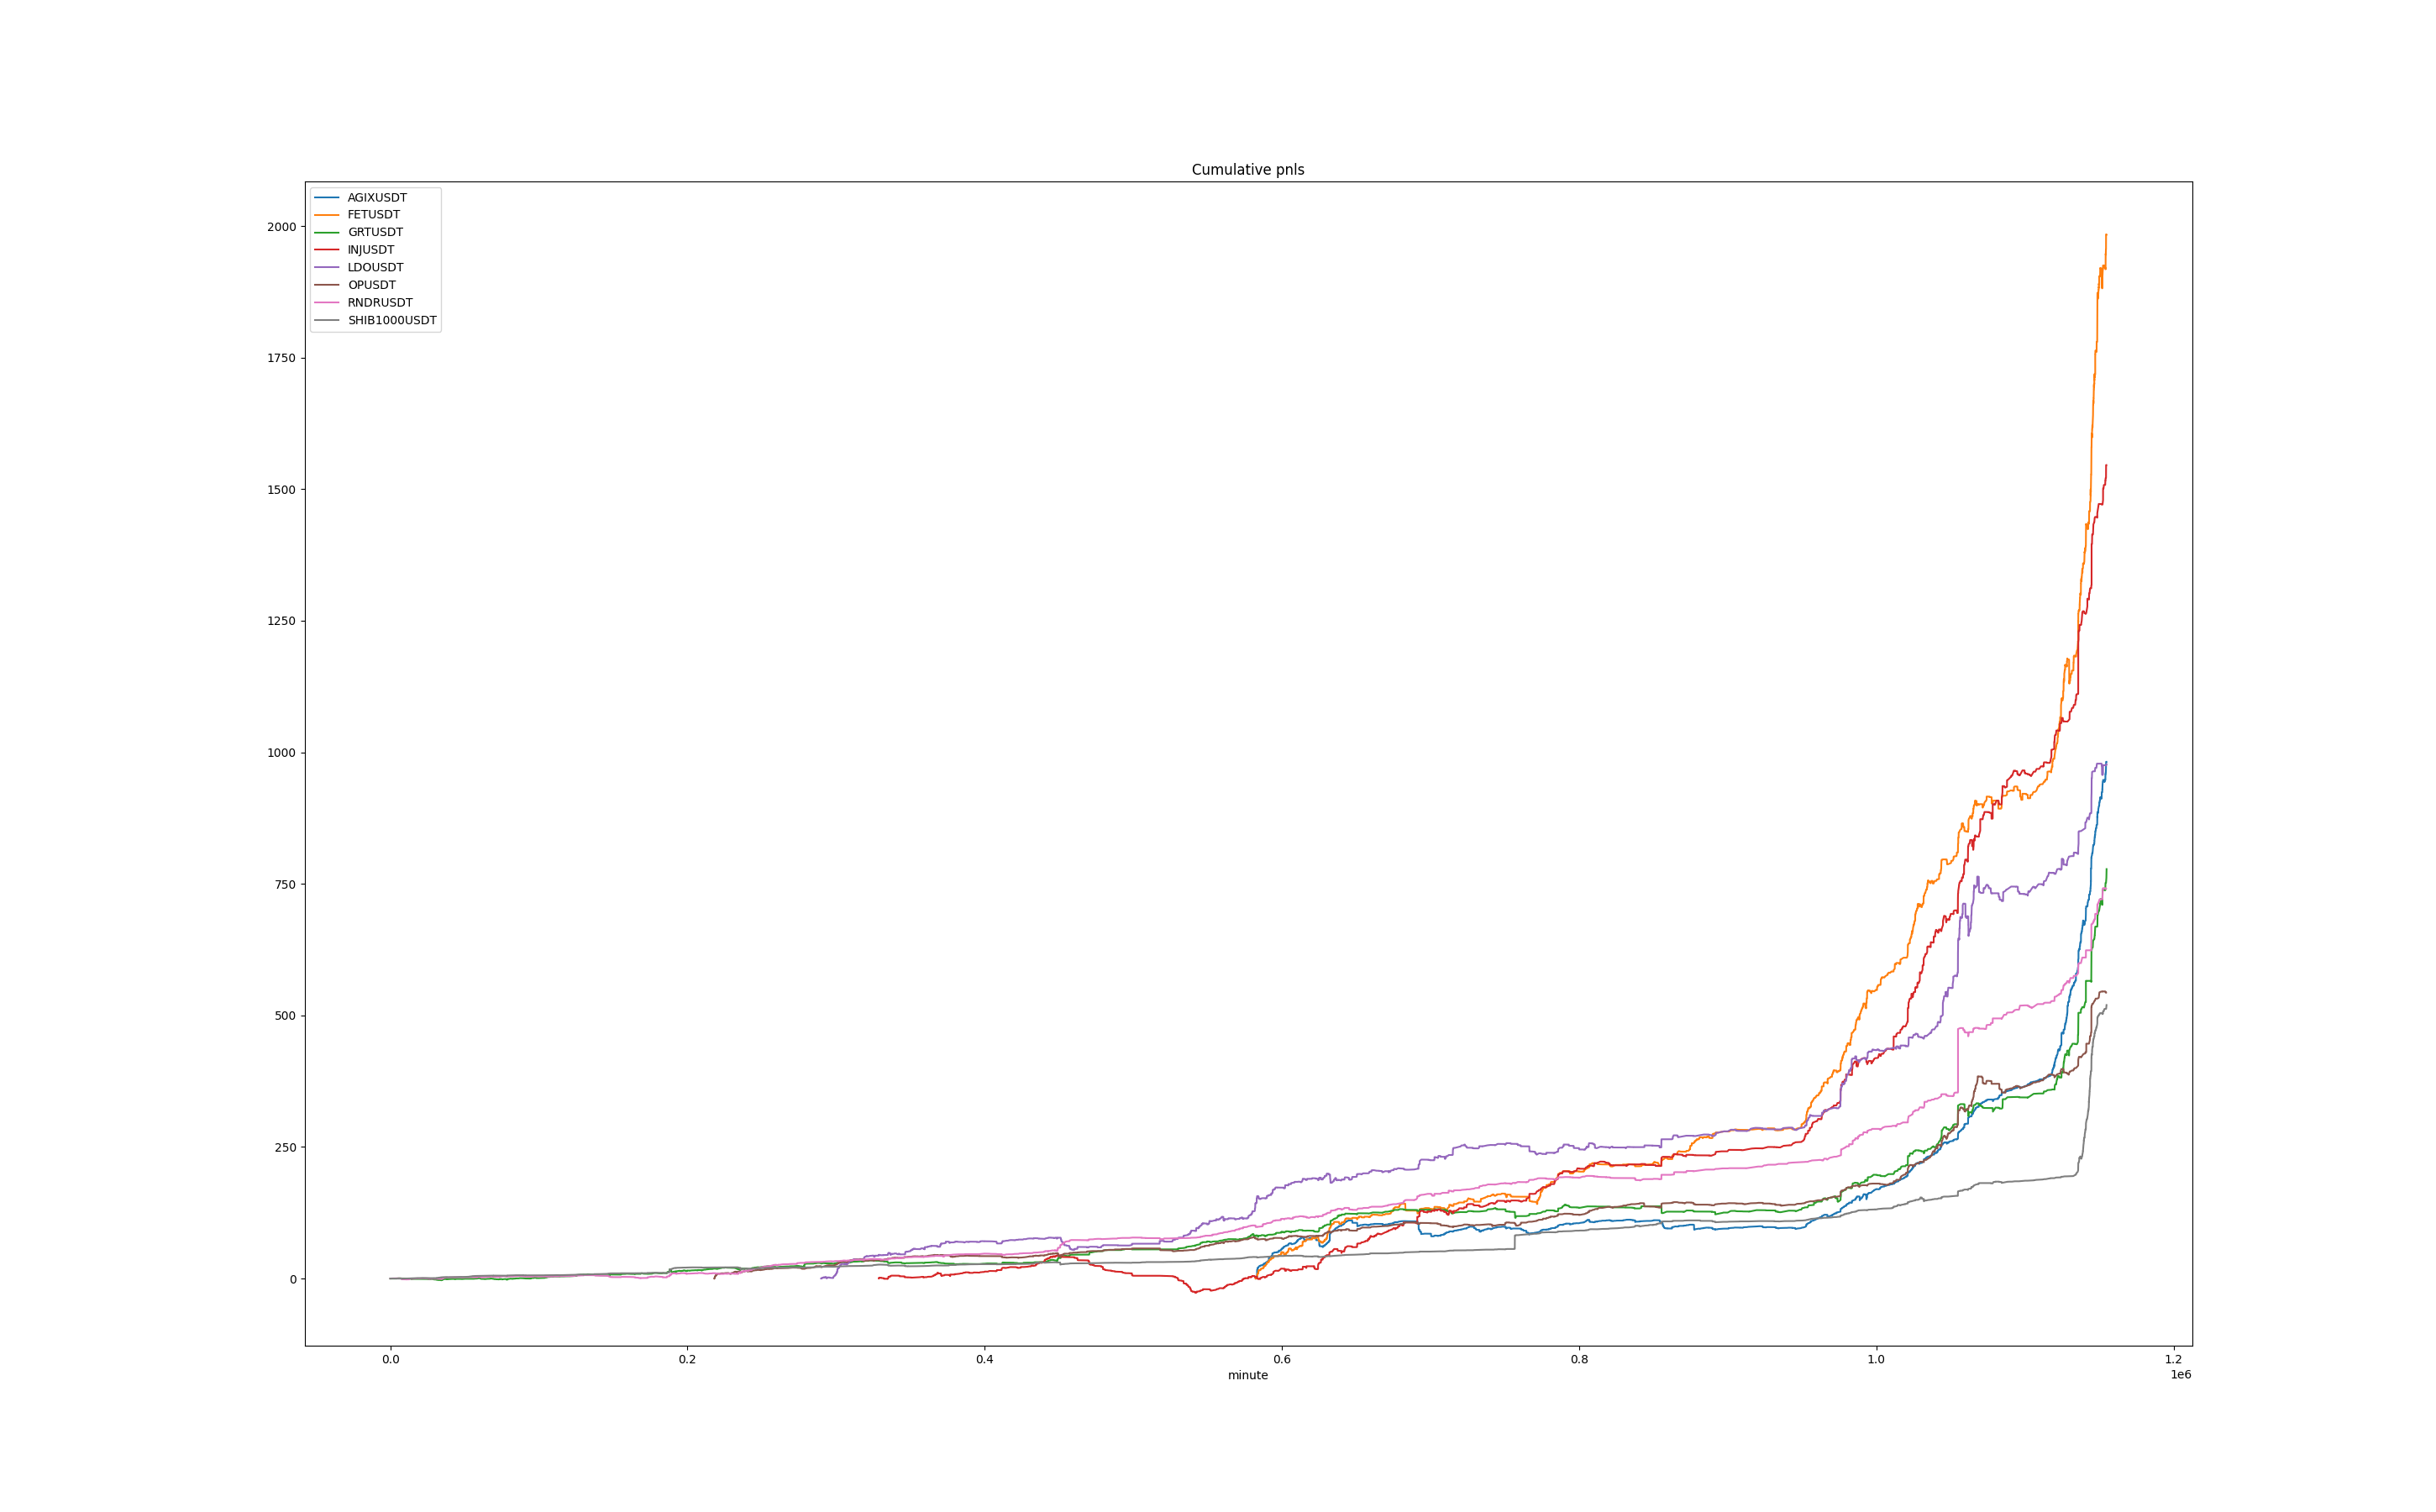 Cumulative pnls
AGIXUSDT
FETUSDT
GRTUSDT
INJUSDT
LDOUSDT
OPUSDT
RNDRUSDT
SHIB1000USDT
2000
1750
1500
1250
1000
750
500
250
0
0.0 0.2 0.4 0.6 0.8 1.0 1.2
minute
1e6